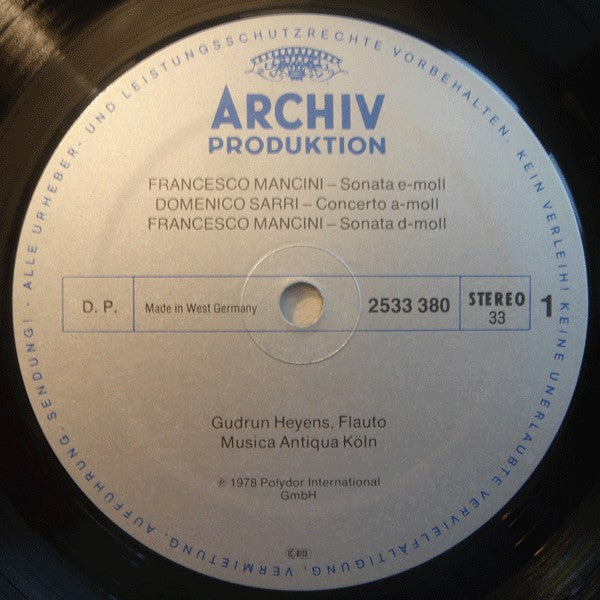 ALLE URHEBER- UND LEISTUNGSSCHUTZRECHTE VORBEHALTEN. KEIN VERLEIH! KEINE UNERLAUBTE VERVIELFÄLTIGUNG, VERMIETUNG, AUFFÜHRUNG, SENDUNG! ·
ARCHIV
PRODUKTION
FRANCESCO MANCINI – Sonata e-moll
DOMENICO SARRI – Concerto a-moll
FRANCESCO MANCINI – Sonata d-moll
D. P. Made in West Germany 2533 380 STEREO 1
33
Gudrun Heyens, Flauto
Musica Antiqua Köln
℗ 1978 Polydor International
GmbH